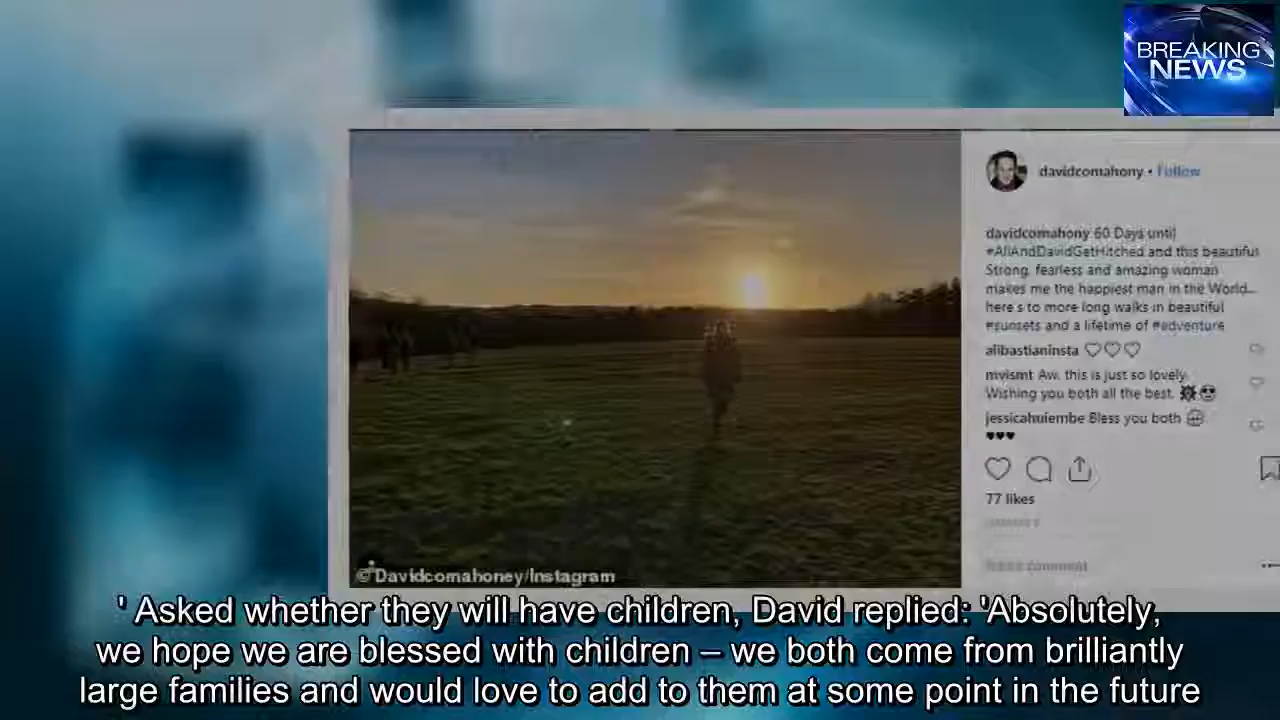 BREAKING
NEWS
davidcomahony • Follow
davidcomahony 60 Days until
#AliAndDavidGetHitched and this beautiful
Strong, fearless and amazing woman
makes me the happiest man in the World...
here s to more long walks in beautiful
#sunsets and a lifetime of #adventure
alibastianinsta ♡♡♡
mvismt Aw, this is just so lovely.
Wishing you both all the best.
jessicahuiembe Bless you both
♥♥♥
77 likes
comment
© Davidcomahoney/Instagram
' Asked whether they will have children, David replied: 'Absolutely,
we hope we are blessed with children – we both come from brilliantly
large families and would love to add to them at some point in the future